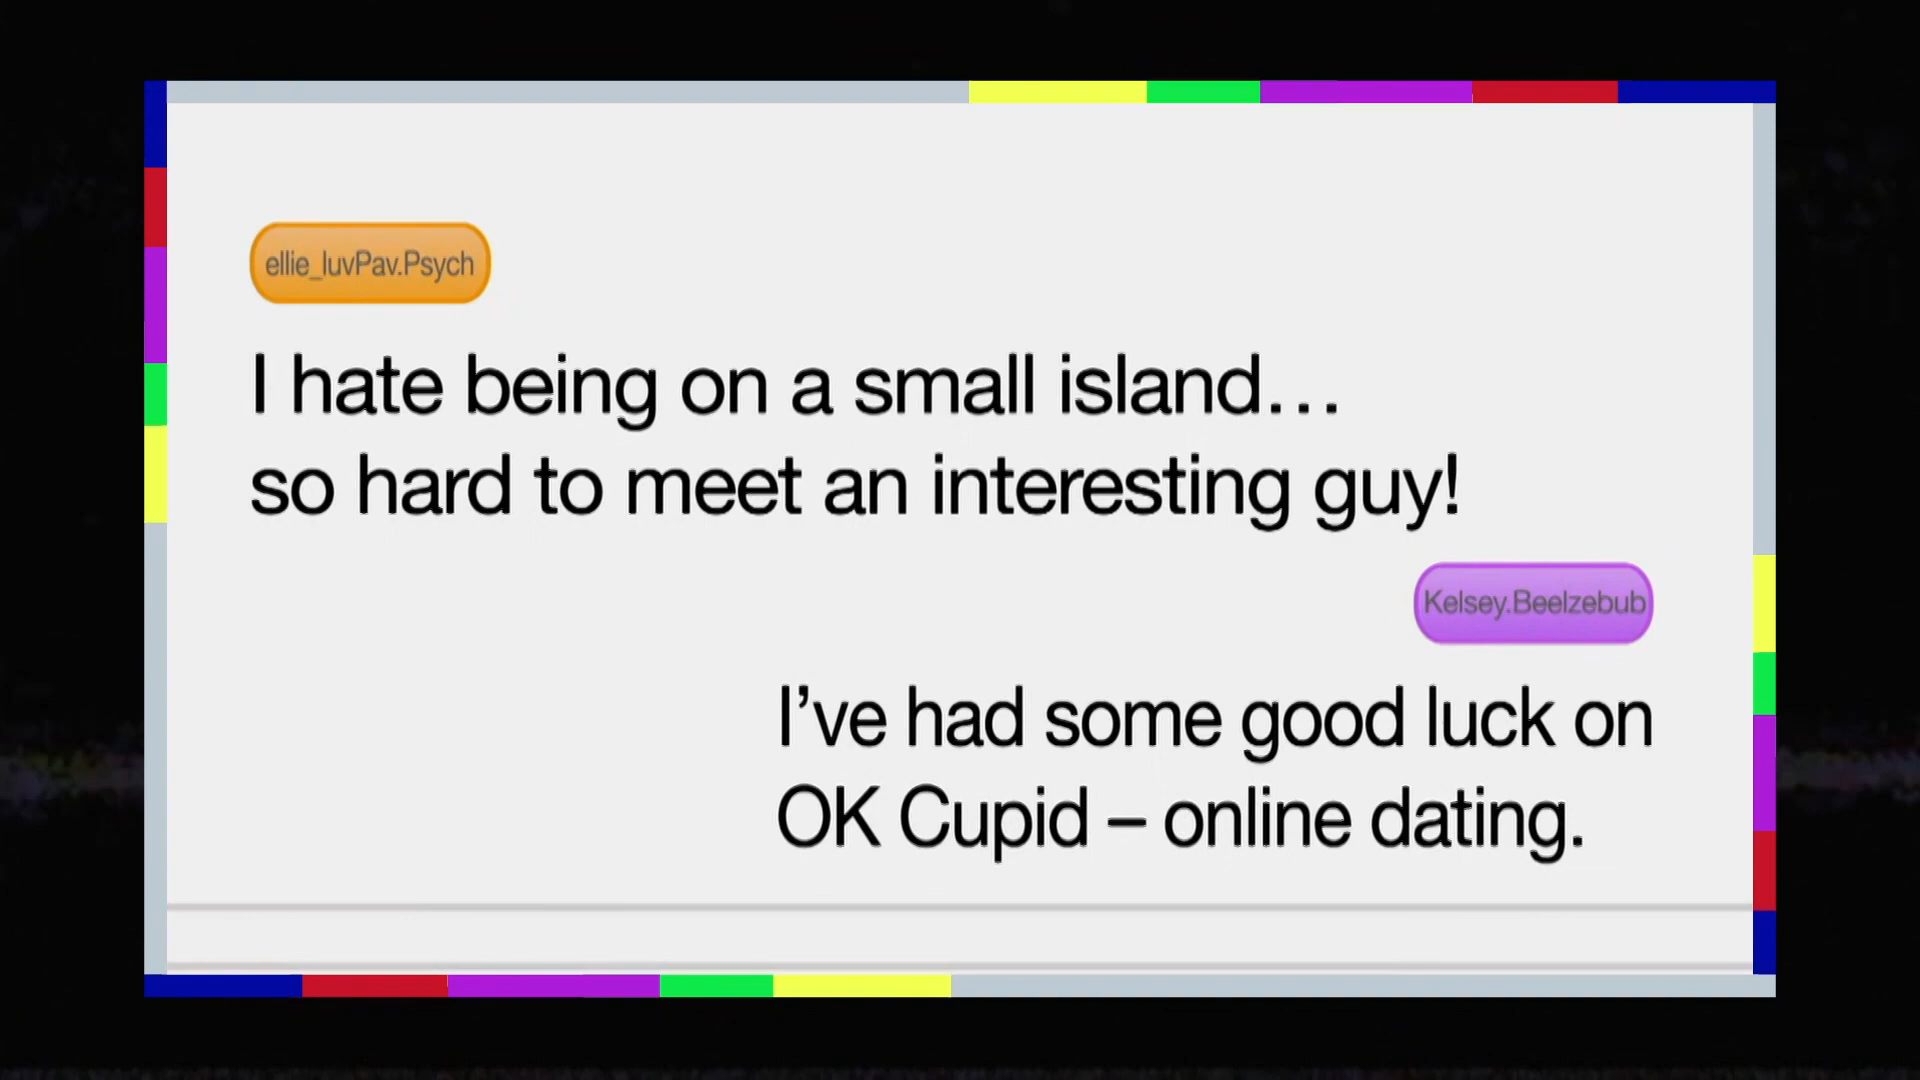 ellie_luvPav.Psych
I hate being on a small island…
so hard to meet an interesting guy!
Kelsey.Beelzebub
I’ve had some good luck on
OK Cupid – online dating.